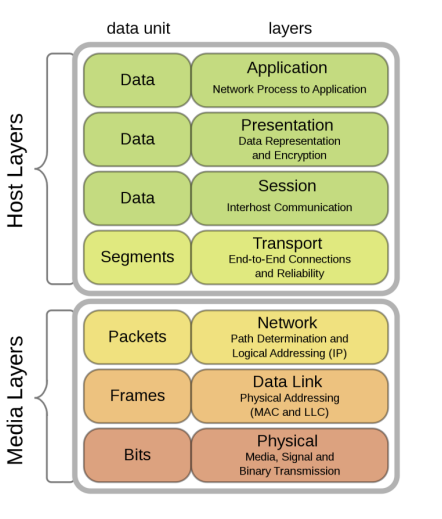 data unit layers
Host Layers
Data Application
Network Process to Application
Data Presentation
Data Representation
and Encryption
Data Session
Interhost Communication
Segments Transport
End-to-End Connections
and Reliability
Media Layers
Packets Network
Path Determination and
Logical Addressing (IP)
Frames Data Link
Physical Addressing
(MAC and LLC)
Bits Physical
Media, Signal and
Binary Transmission